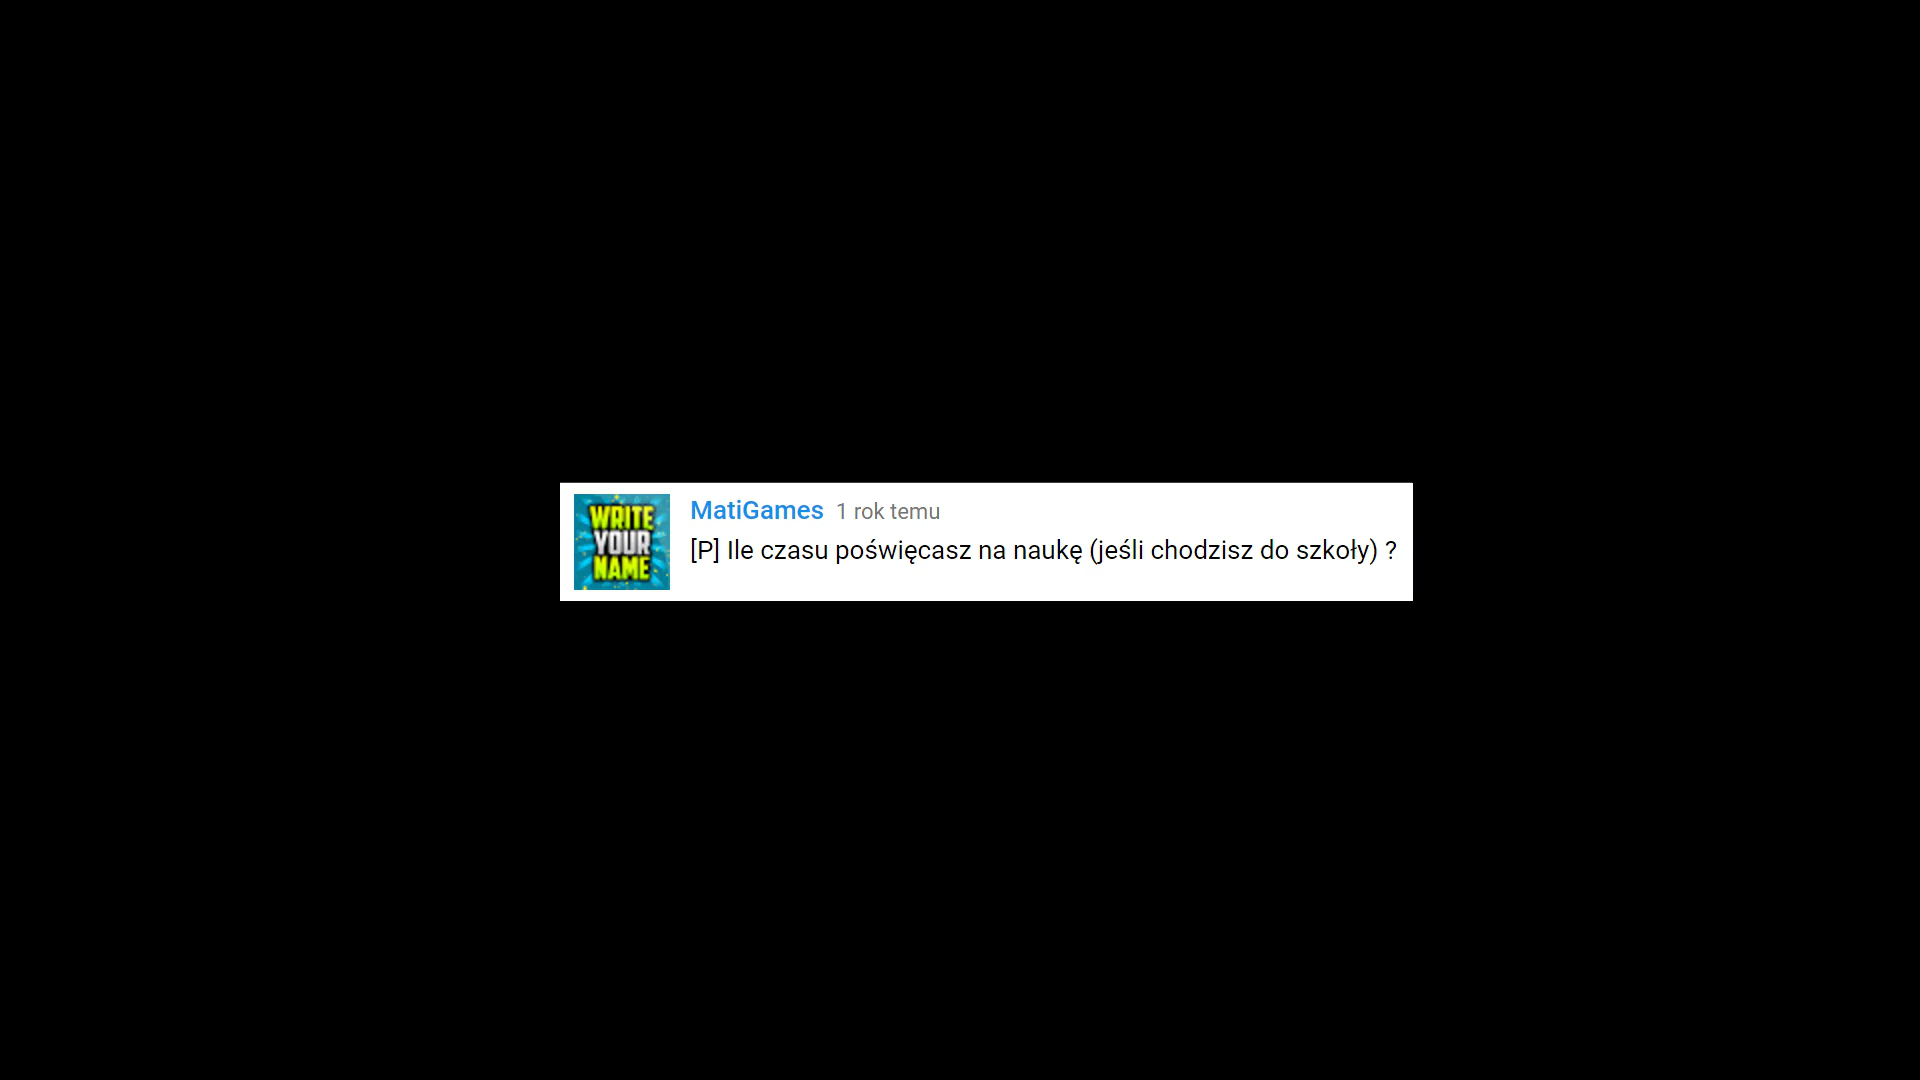 WRITE
YOUR
NAME
MatiGames 1 rok temu
[P] Ile czasu poświęcasz na naukę (jeśli chodzisz do szkoły) ?